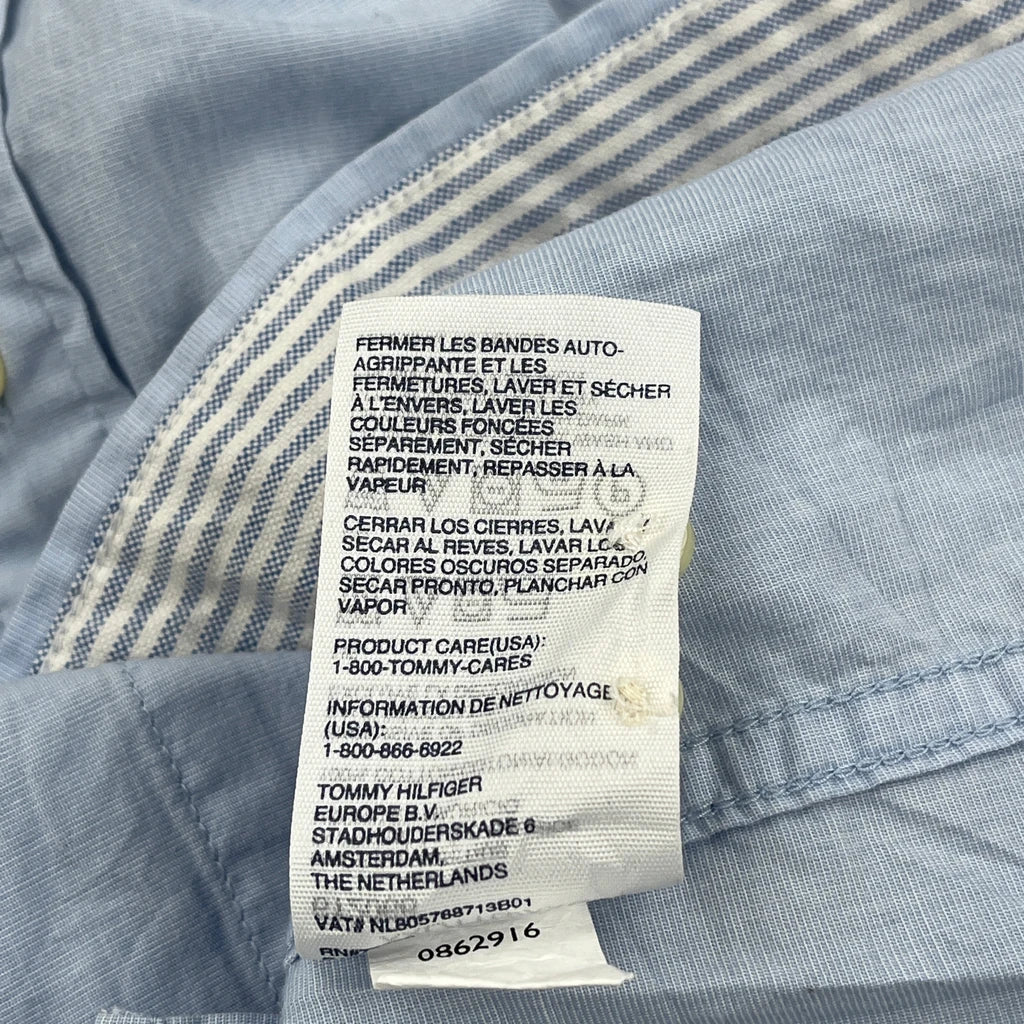 FERMER LES BANDES AUTO-
AGRIPPANTE ET LES
FERMETURES, LAVER ET SÉCHER
À L'ENVERS, LAVER LES
COULEURS FONCÉES
SÉPAREMENT, SÉCHER
RAPIDEMENT, REPASSER À LA
VAPEUR
CERRAR LOS CIERRES,
SECAR AL REVES, LAVAR
COLORES OSCUROS SEPARADO,
SECAR PRONTO, PLANCHAR CON
VAPOR
PRODUCT CARE(USA):
1-800-TOMMY-CARES
INFORMATION DE NETTOYAGE
(USA):
1-800-866-6922
TOMMY HILFIGER
EUROPE B.V.
STADHOUDERSKADE 6
AMSTERDAM,
THE NETHERLANDS
VAT# NL805768713B01
0862916